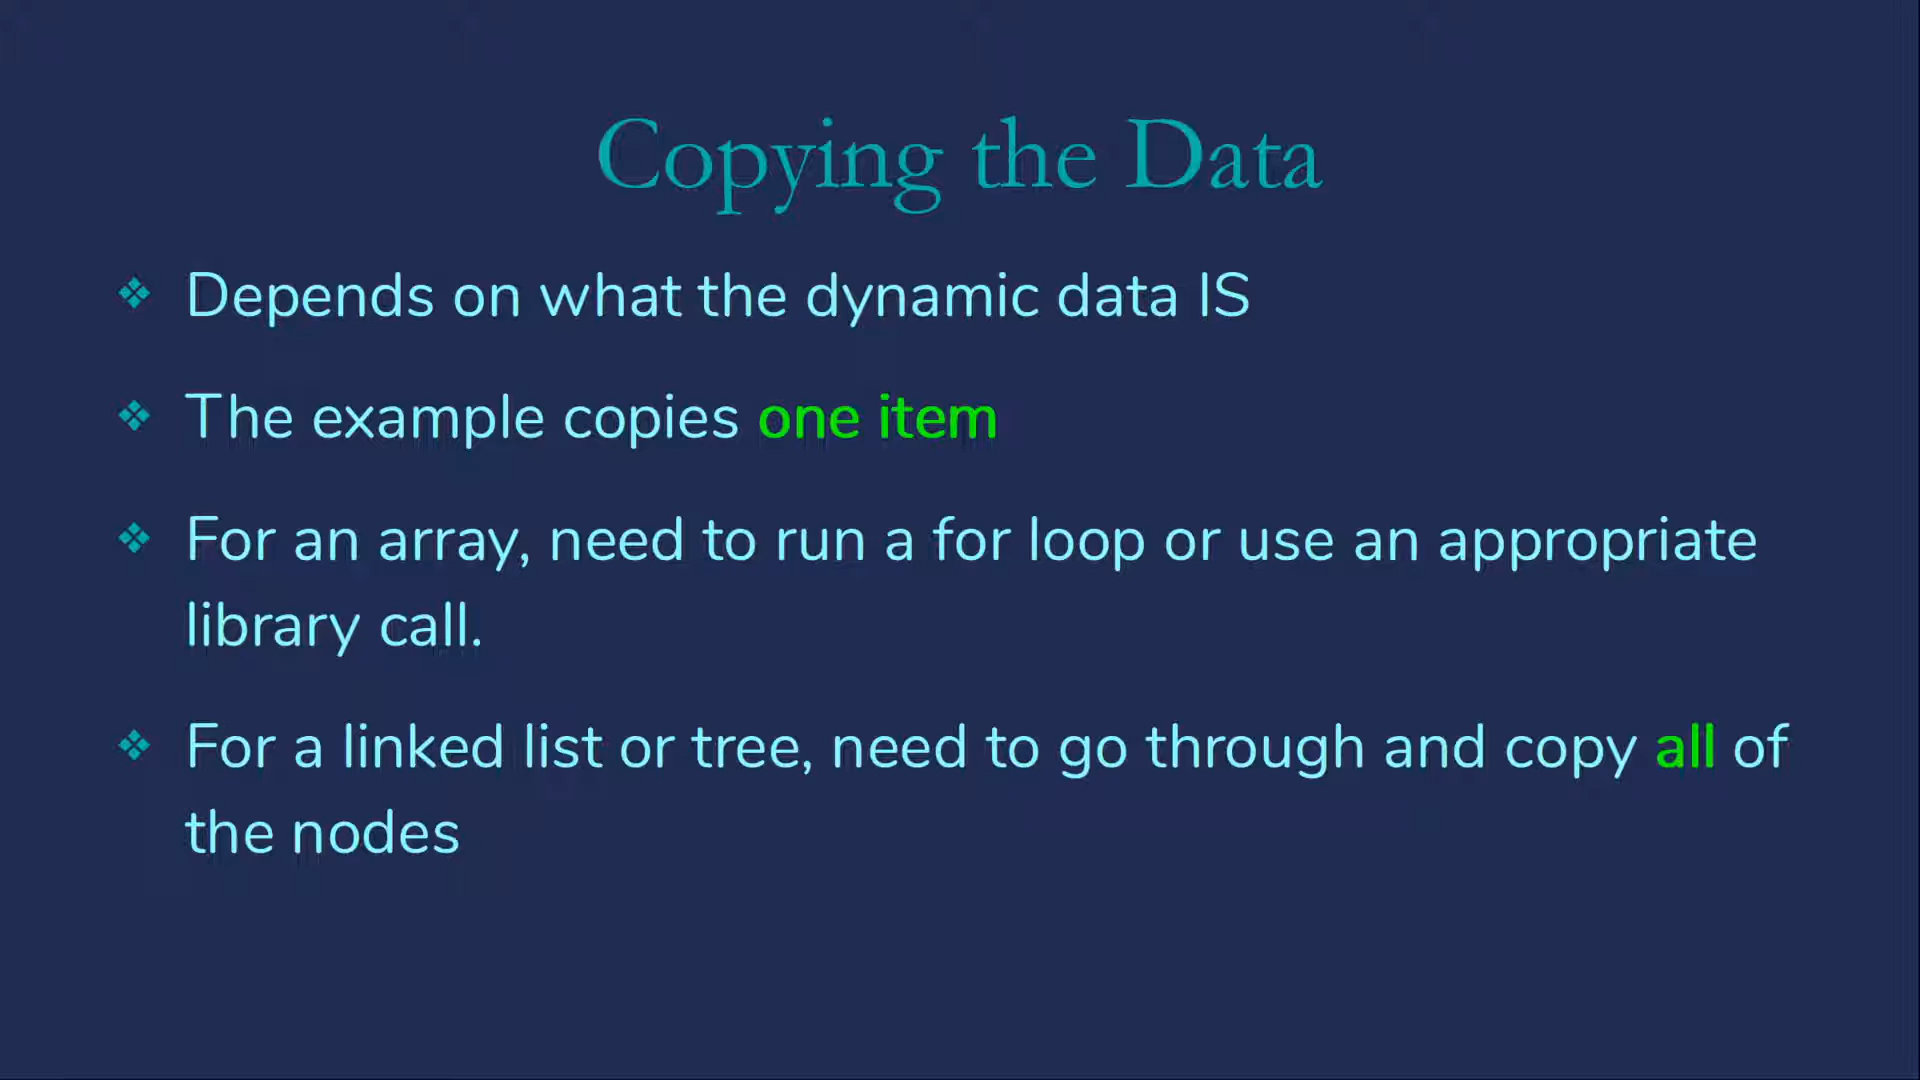 Copying the Data
❖ Depends on what the dynamic data IS
❖ The example copies one item
❖ For an array, need to run a for loop or use an appropriate
library call.
❖ For a linked list or tree, need to go through and copy all of
the nodes